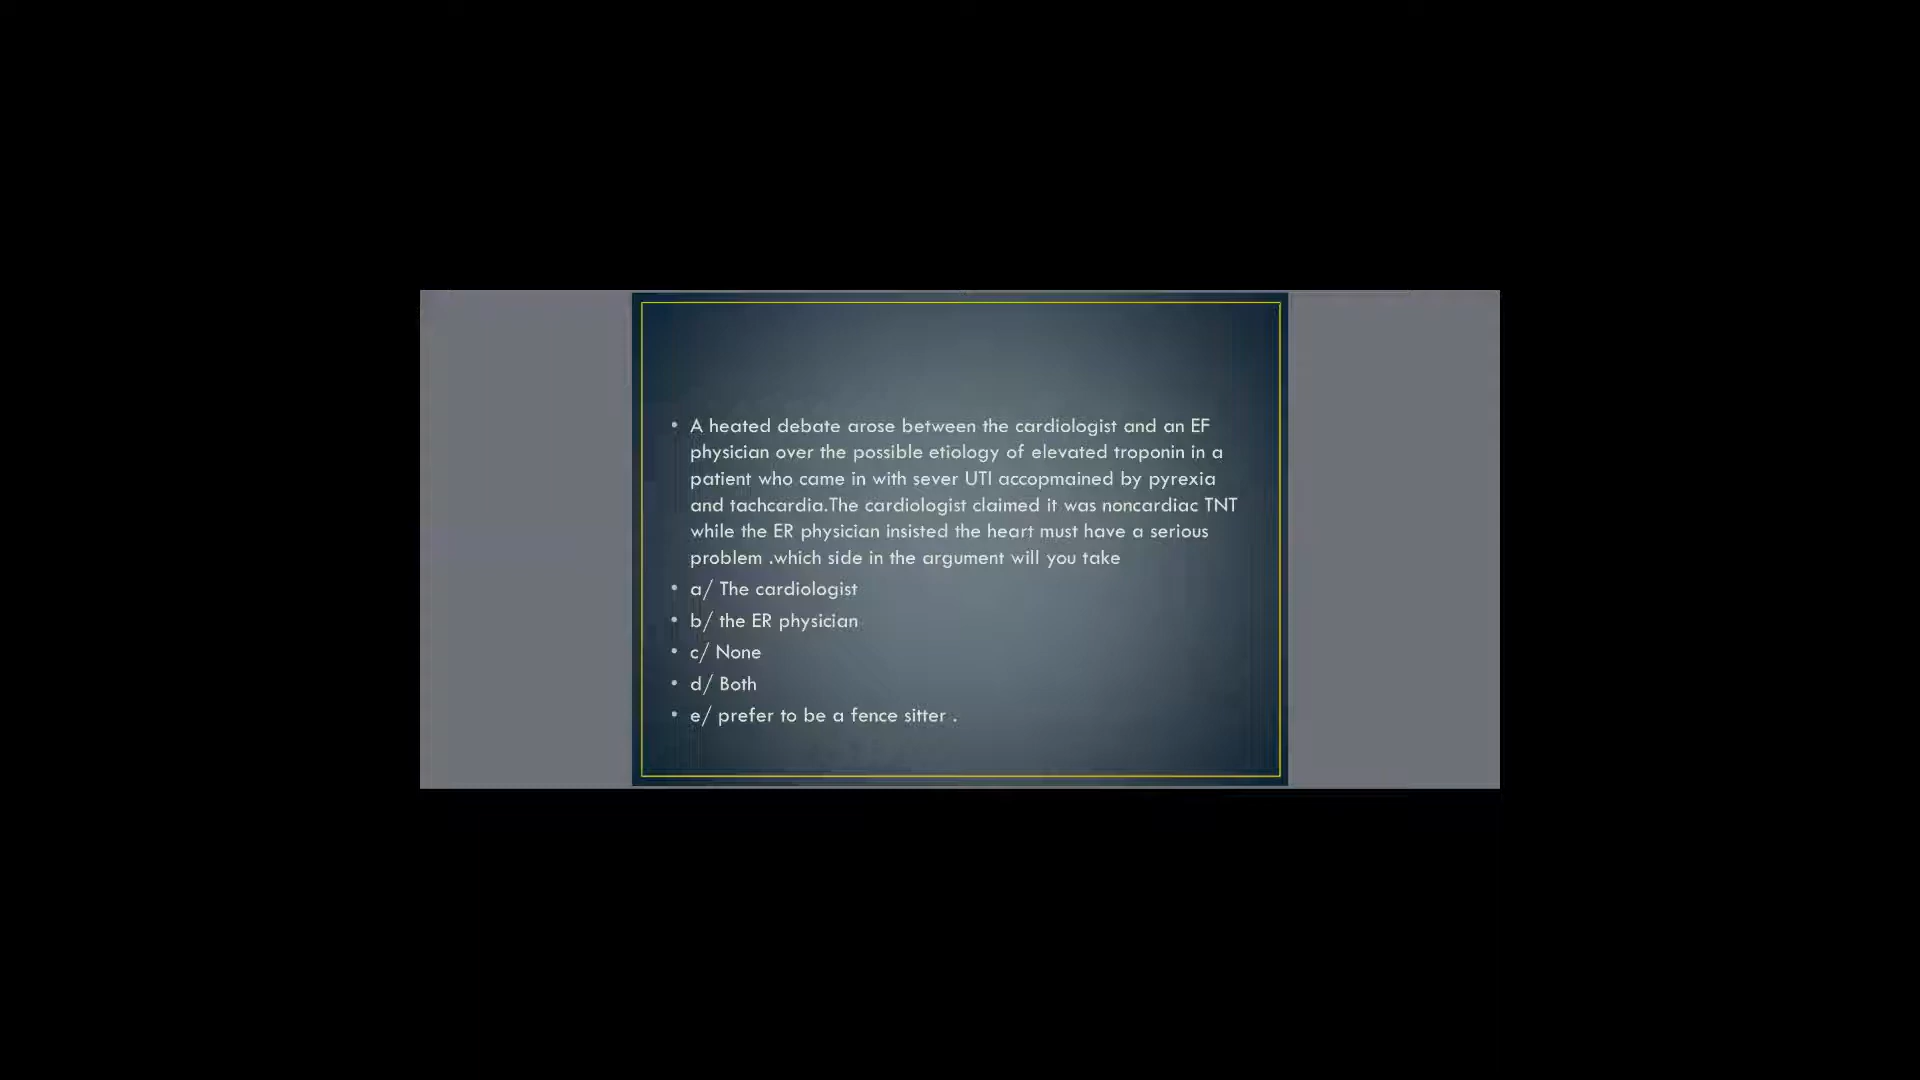 • A heated debate arose between the cardiologist and an EF
physician over the possible etiology of elevated troponin in a
patient who came in with sever UTI accopmained by pyrexia
and tachcardia.The cardiologist claimed it was noncardiac TNT
while the ER physician insisted the heart must have a serious
problem .which side in the argument will you take
• a/ The cardiologist
• b/ the ER physician
• c/ None
• d/ Both
• e/ prefer to be a fence sitter .